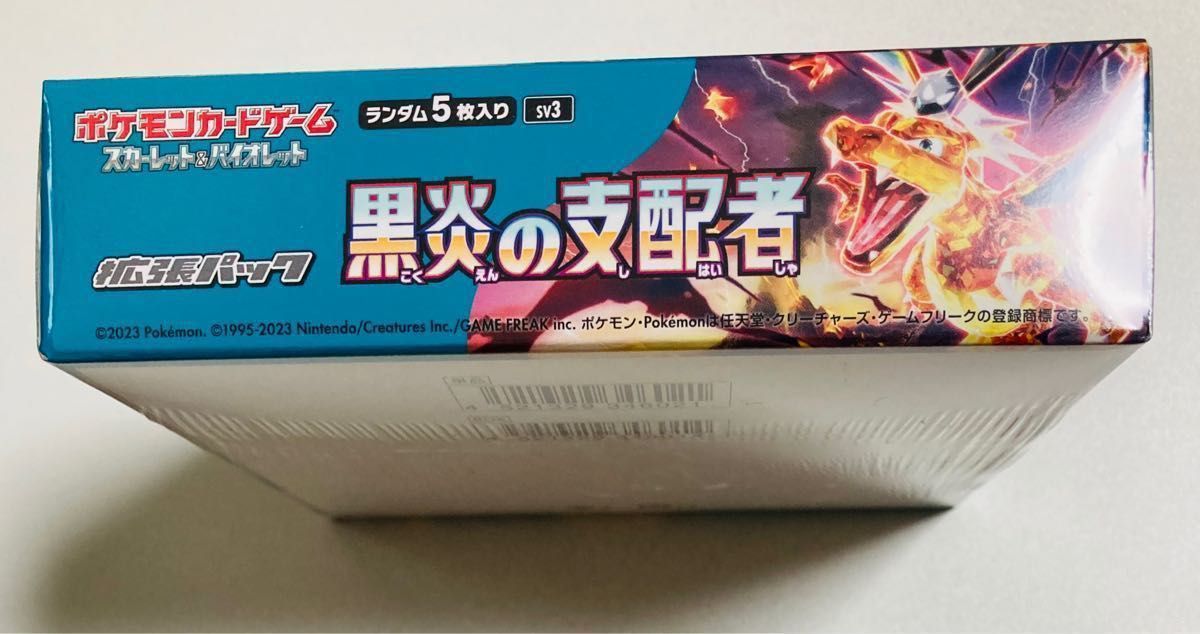 ポケモンカードゲーム
スカーレット&バイオレット
ランダム5枚入り SV3
黒炎の支配者
こくえん しはいしゃ
拡張パック
©2023 Pokémon. ©1995-2023 Nintendo/Creatures Inc./GAME FREAK inc. ポケモン・Pokémonは任天堂・クリーチャーズ・ゲームフリークの登録商標です。